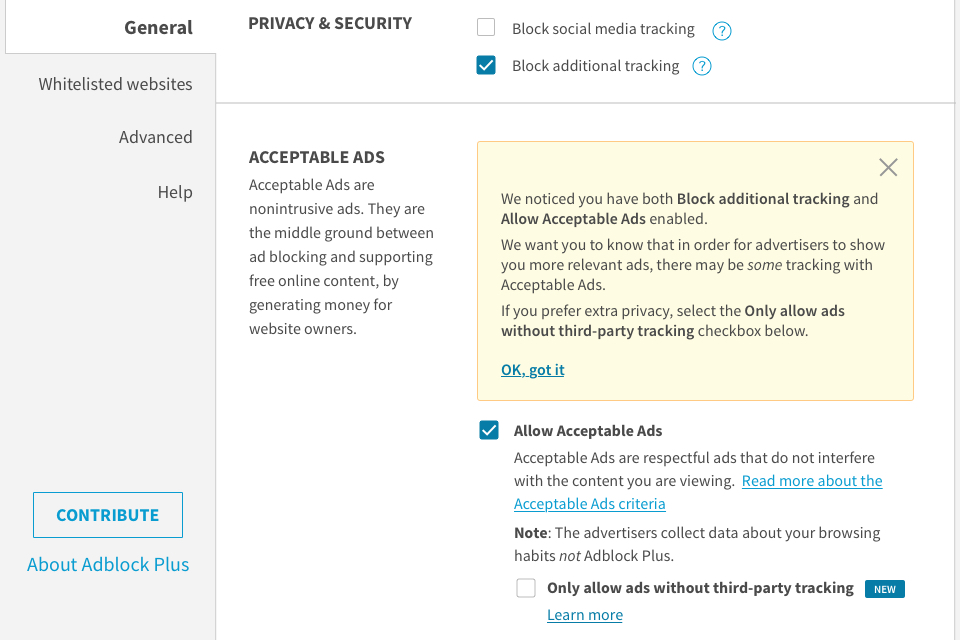 General
Whitelisted websites
Advanced
Help
CONTRIBUTE
About Adblock Plus
PRIVACY & SECURITY
Block social media tracking ?
Block additional tracking ?
ACCEPTABLE ADS
Acceptable Ads are
nonintrusive ads. They are
the middle ground between
ad blocking and supporting
free online content, by
generating money for
website owners.
We noticed you have both Block additional tracking and
Allow Acceptable Ads enabled.
We want you to know that in order for advertisers to show
you more relevant ads, there may be some tracking with
Acceptable Ads.
If you prefer extra privacy, select the Only allow ads
without third-party tracking checkbox below.
OK, got it
Allow Acceptable Ads
Acceptable Ads are respectful ads that do not interfere
with the content you are viewing. Read more about the
Acceptable Ads criteria
Note: The advertisers collect data about your browsing
habits not Adblock Plus.
Only allow ads without third-party tracking NEW
Learn more